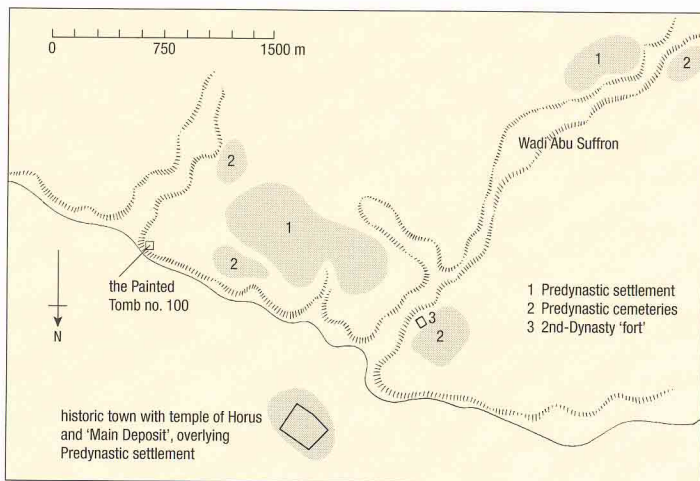 0 750 1500 m
1
2
Wadi Abu Suffron
2
1
2
the Painted
Tomb no. 100
N
3
2
1 Predynastic settlement
2 Predynastic cemeteries
3 2nd-Dynasty 'fort'
historic town with temple of Horus
and 'Main Deposit', overlying
Predynastic settlement